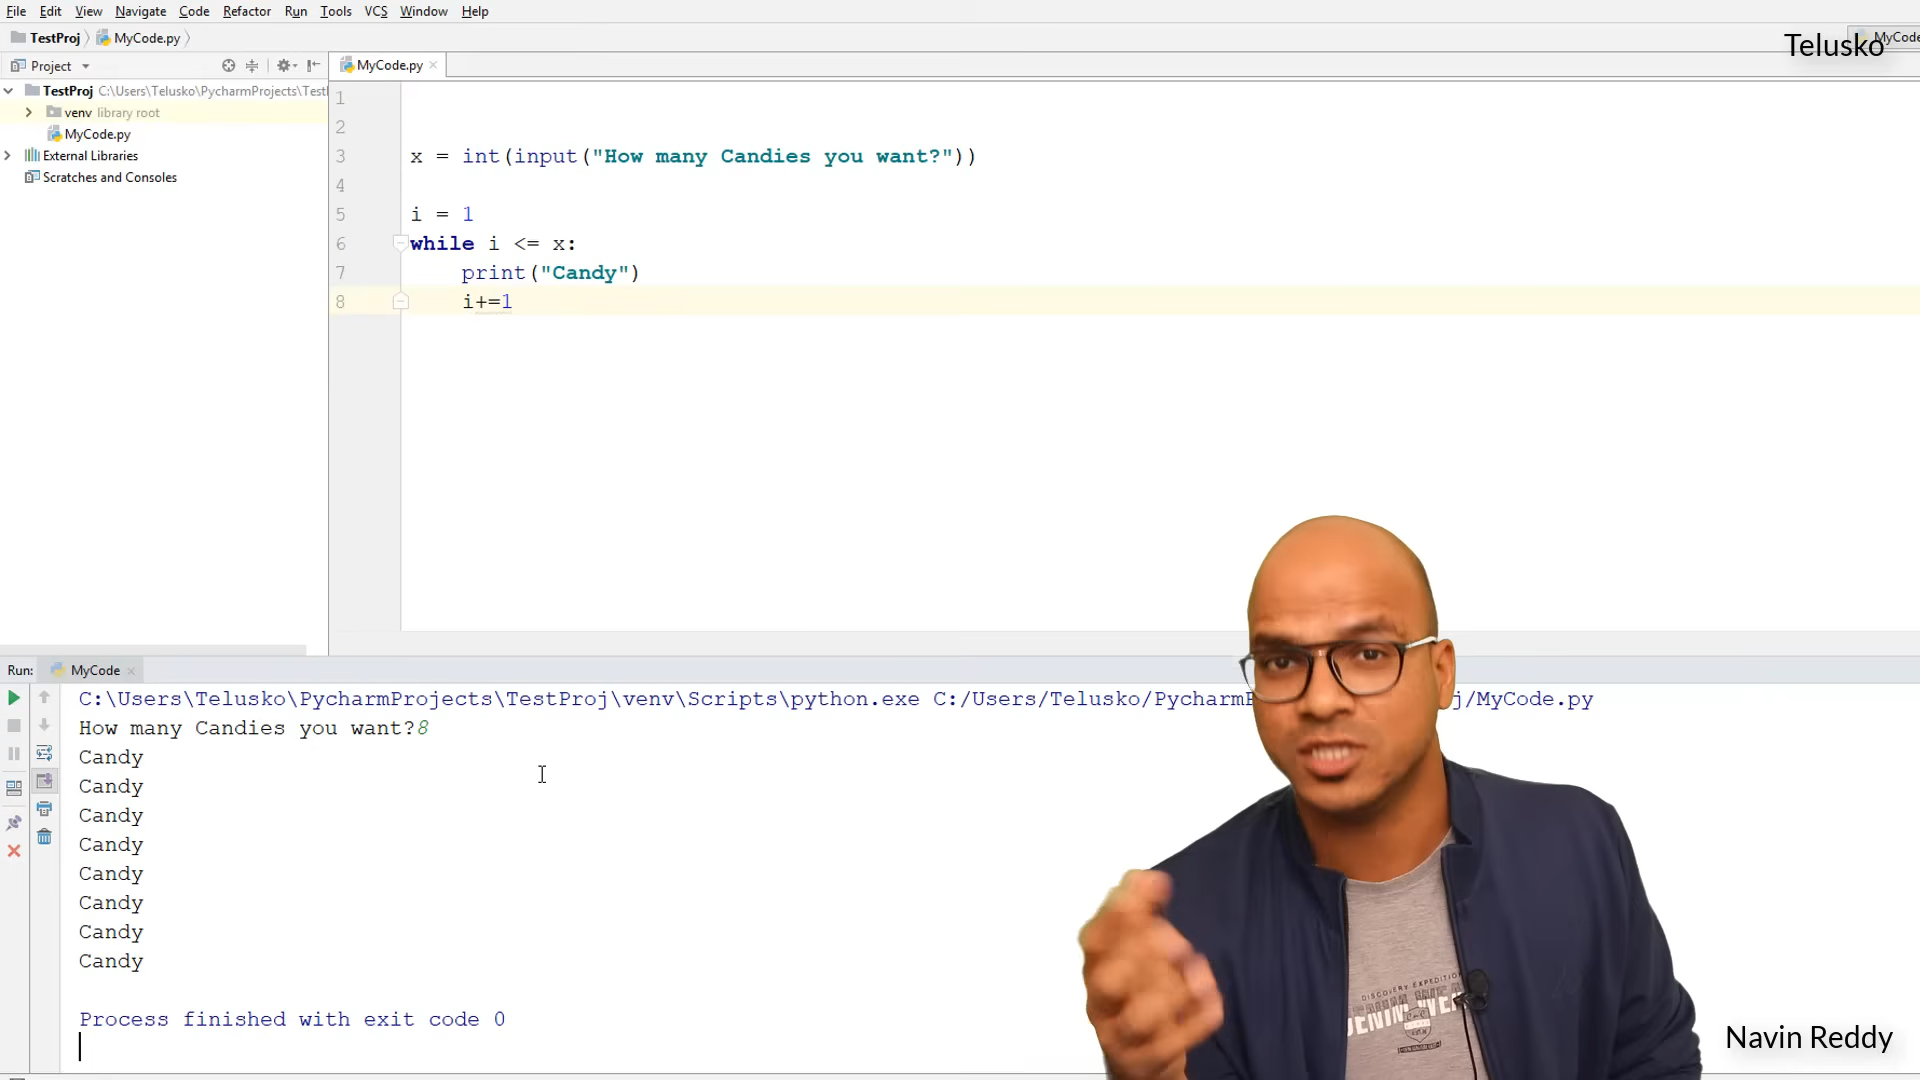 File Edit View Navigate Code Refactor Run Tools VCS Window Help
TestProj MyCode.py
MyCode
Telusko
Project
MyCode.py
TestProj C:\Users\Telusko\PycharmProjects\Test
venv library root
MyCode.py
External Libraries
Scratches and Consoles
1
2
3 x = int(input("How many Candies you want?"))
4
5 i = 1
6 while i <= x:
7 print("Candy")
8 i+=1
Run: MyCode
C:\Users\Telusko\PycharmProjects\TestProj\venv\Scripts\python.exe C:/Users/Telusko/Pycharm j/MyCode.py
How many Candies you want?8
Candy
Candy
Candy
Candy
Candy
Candy
Candy
Candy
Process finished with exit code 0
DISCOVERY EXPEDITION
Navin Reddy